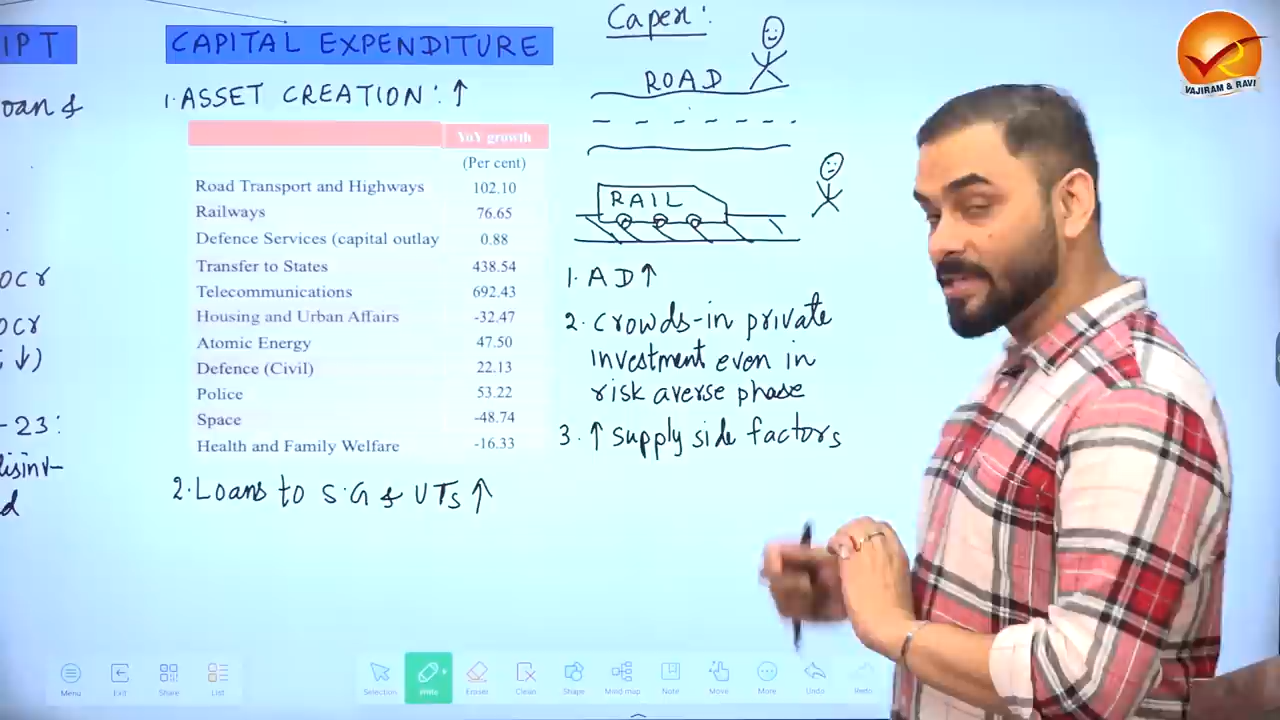 IPT
oan &
:
ocr
ocr
; ↓)
-23:
disinv-
d
CAPITAL EXPENDITURE
1. ASSET CREATION: ↑
YoY growth
(Per cent)
Road Transport and Highways 102.10
Railways 76.65
Defence Services (capital outlay 0.88
Transfer to States 438.54
Telecommunications 692.43
Housing and Urban Affairs -32.47
Atomic Energy 47.50
Defence (Civil) 22.13
Police 53.22
Space -48.74
Health and Family Welfare -16.33
2. Loans to S.G & UTs ↑
Capex:
ROAD
RAIL
1. AD↑
2. Crowds-in private
investment even in
risk averse phase
3. ↑ supply side factors
VAJIRAM & RAVI
Menu Exit Share List Selection Write Eraser Clean Shape Mind map Note Move More Undo Redo